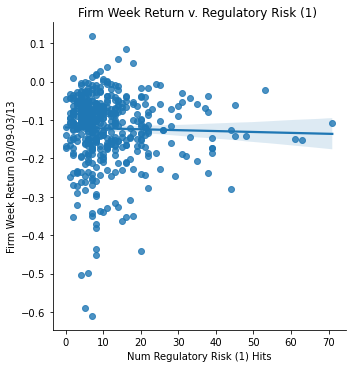 Firm Week Return v. Regulatory Risk (1)
Firm Week Return 03/09-03/13
0.1
0.0
−0.1
−0.2
−0.3
−0.4
−0.5
−0.6
0 10 20 30 40 50 60 70
Num Regulatory Risk (1) Hits